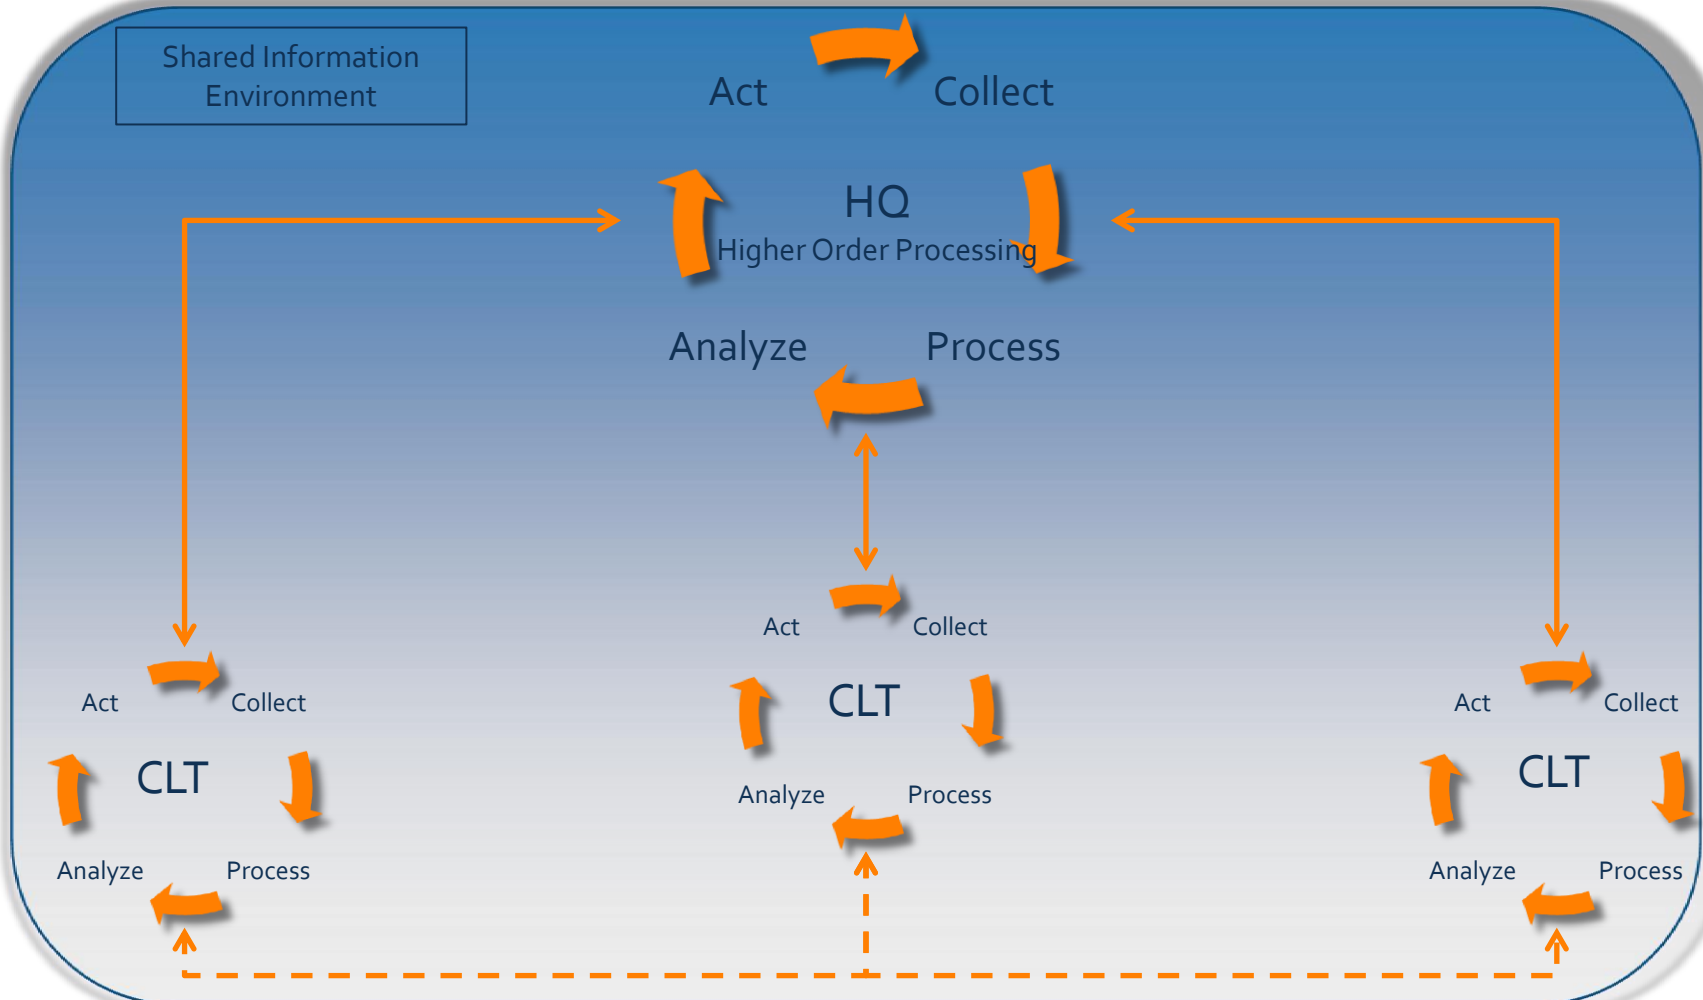 Shared Information
Environment
Act
Collect
HQ
Higher Order Processing
Analyze
Process
Act
Collect
CLT
Analyze
Process
Act
Collect
CLT
Analyze
Process
Act
Collect
CLT
Analyze
Process